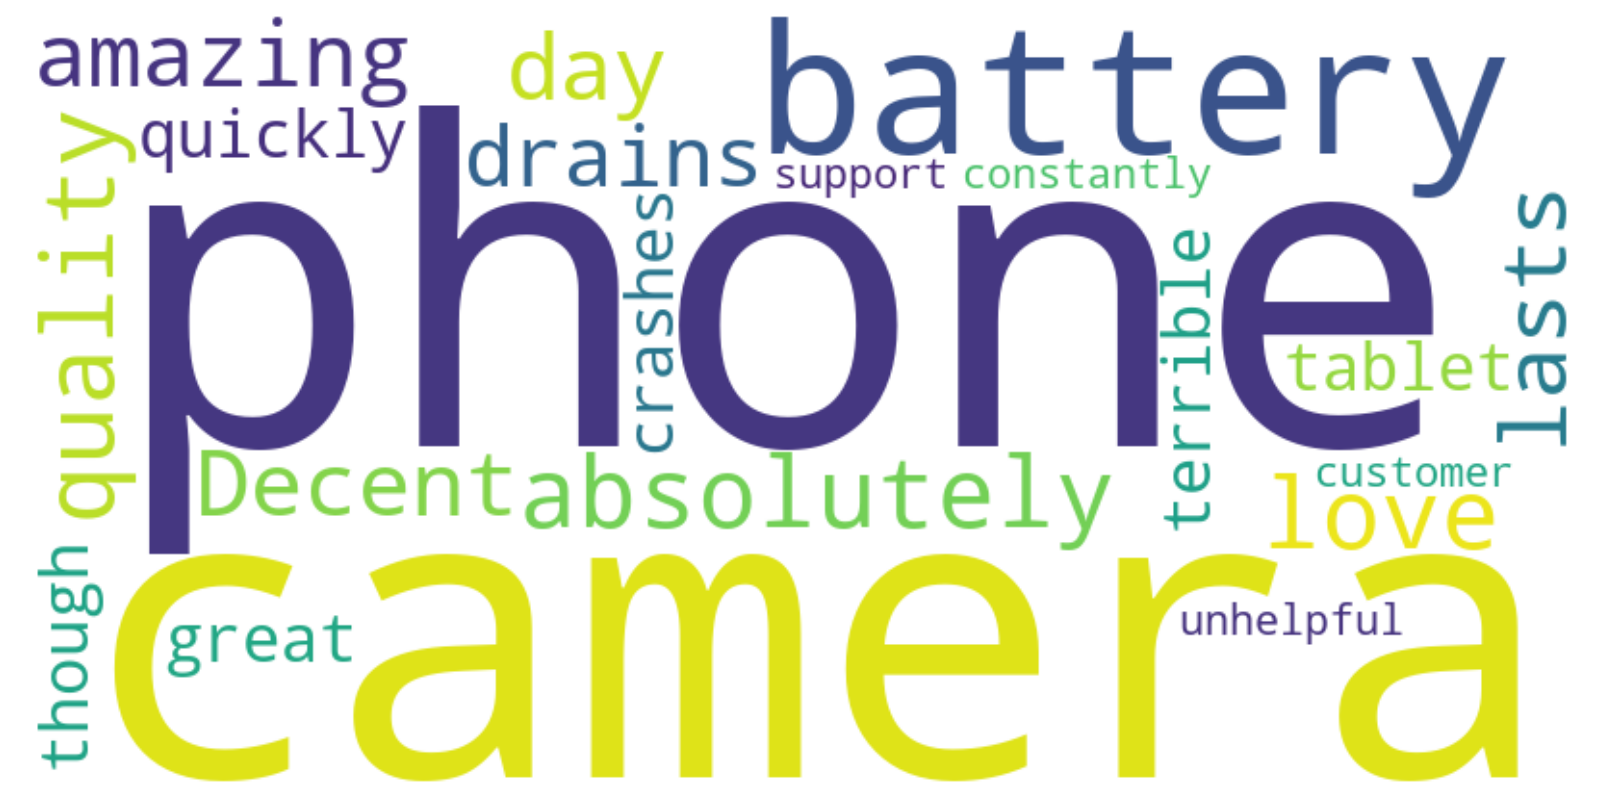 amazing
day
battery
quickly
drains
support
constantly
quality
phone
crashes
terrible
lasts
tablet
Decent
absolutely
love
customer
though
camera
great
unhelpful